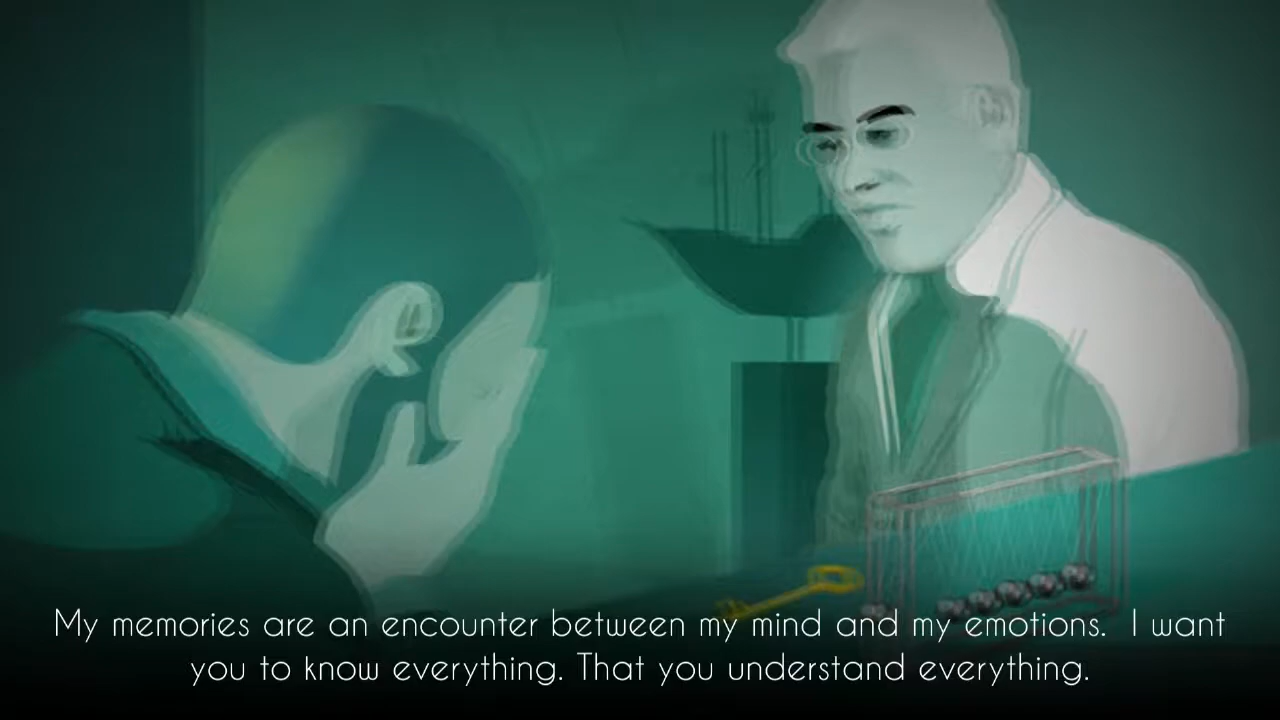 My memories are an encounter between my mind and my emotions.  I want
you to know everything. That you understand everything.